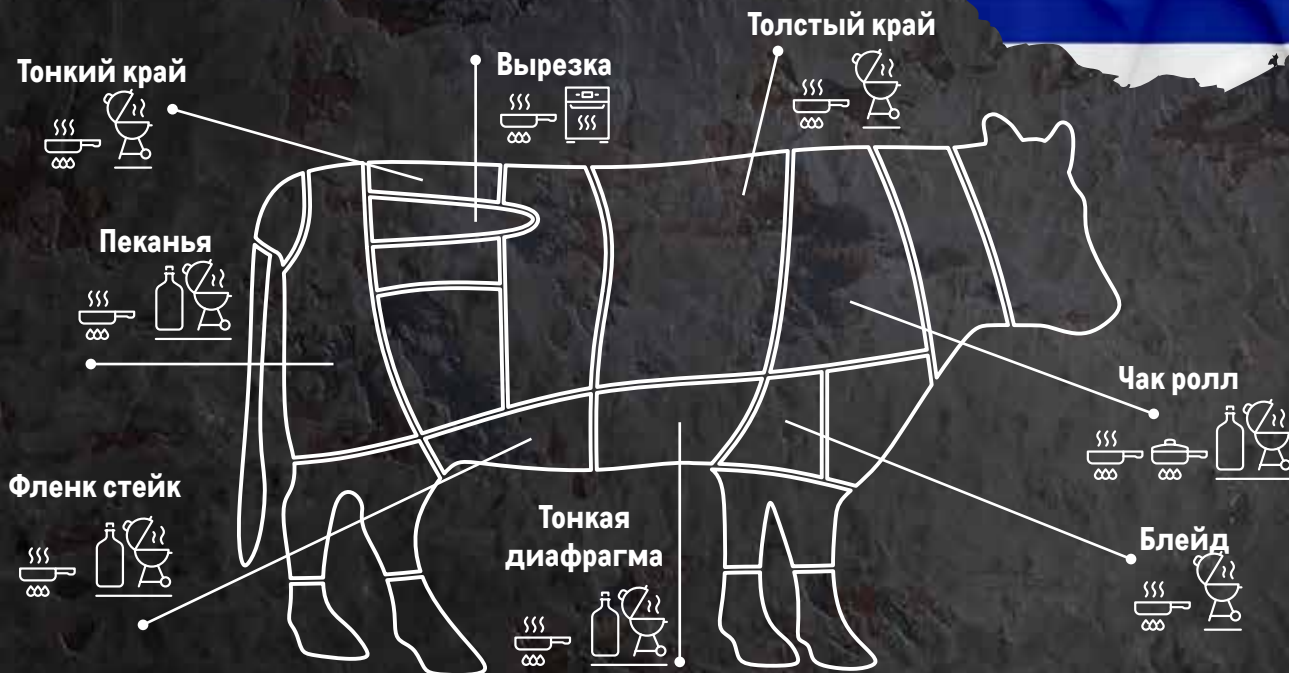 Толстый край
Вырезка
Тонкий край
Пеканья
Чак ролл
Фленк стейк
Тонкая
диафрагма
Блейд